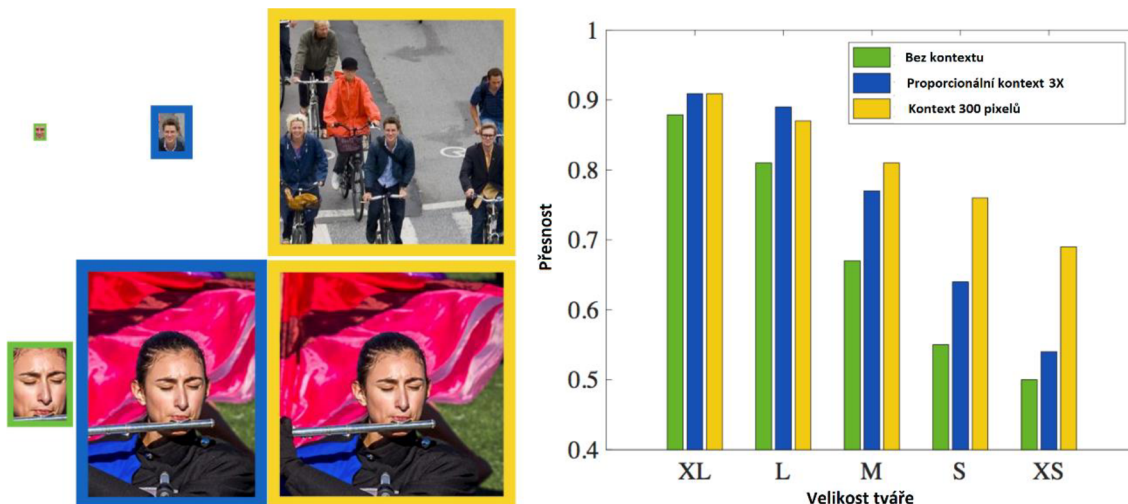 1
0.9
0.8
0.7
0.6
0.5
0.4
Přesnost
Bez kontextu
Proporcionální kontext 3X
Kontext 300 pixelů
XL L M S XS
Velikost tváře